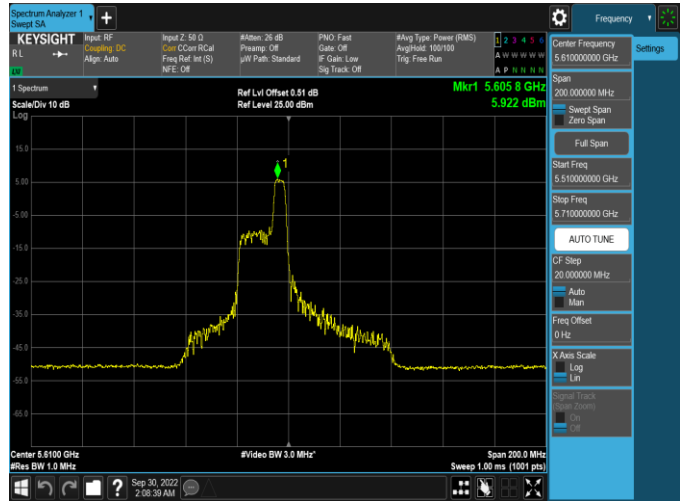 Spectrum Analyzer 1
Swept SA
Frequency
KEYSIGHT
R L
Input: RF
Coupling: DC
Align: Auto
Input Z: 50 Ω
Corr CCorr RCal
Freq Ref: Int (S)
NFE: Off
#Atten: 26 dB
Preamp: Off
µW Path: Standard
PNO: Fast
Gate: Off
IF Gain: Low
Sig Track: Off
#Avg Type: Power (RMS)
Avg|Hold: 100/100
Trig: Free Run
1 2 3 4 5 6
A W W W W W
A P N N N N
1 Spectrum
Scale/Div 10 dB
Log
Ref Lvl Offset 0.51 dB
Ref Level 25.00 dBm
Mkr1 5.605 8 GHz
5.922 dBm
15.0
5.00
-5.00
-15.0
-25.0
-35.0
-45.0
-55.0
-65.0
1
Center 5.6100 GHz
#Res BW 1.0 MHz
#Video BW 3.0 MHz*
Span 200.0 MHz
Sweep 1.00 ms (1001 pts)
Sep 30, 2022
2:08:39 AM
Center Frequency
5.610000000 GHz
Settings
Span
200.000000 MHz
Swept Span
Zero Span
Full Span
Start Freq
5.510000000 GHz
Stop Freq
5.710000000 GHz
AUTO TUNE
CF Step
20.000000 MHz
Auto
Man
Freq Offset
0 Hz
X Axis Scale
Log
Lin
Signal Track
(Span Zoom)
On
Off